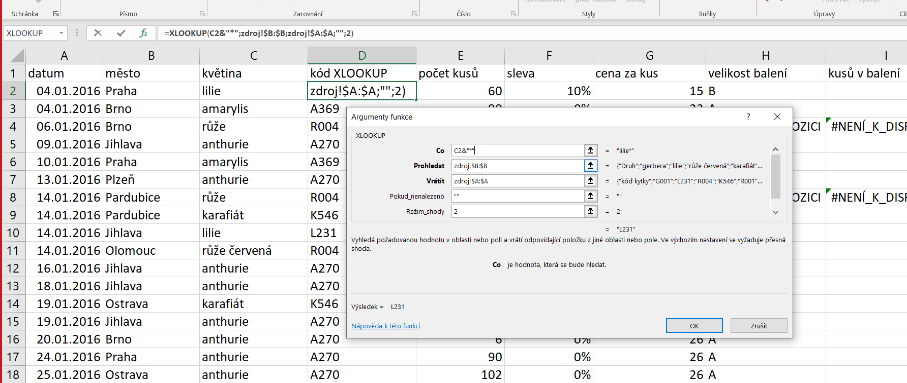 Schránka Písmo Zarovnání Číslo Styly Buňky Úpravy
XLOOKUP fx =XLOOKUP(C2&"*";zdroj!$B:$B;zdroj!$A:$A;"";2)
A B C D E F G H I
1 datum město květina kód XLOOKUP počet kusů sleva cena za kus velikost balení kusů v balení
2 04.01.2016 Praha lilie zdroj!$A:$A;"";2) 60 10% 15 B
3 04.01.2016 Brno amarylis A369
4 06.01.2016 Brno růže R004 POZICI #NENÍ_K_DISP
5 09.01.2016 Jihlava anthurie A270
6 10.01.2016 Praha amarylis A369
7 13.01.2016 Plzeň anthurie A270
8 14.01.2016 Pardubice růže R004 POZICI #NENÍ_K_DISP
9 14.01.2016 Pardubice karafiát K546
10 14.01.2016 Jihlava lilie L231
11 14.01.2016 Olomouc růže červená R004
12 16.01.2016 Jihlava anthurie A270
13 18.01.2016 Jihlava anthurie A270
14 19.01.2016 Ostrava karafiát K546
15 19.01.2016 Jihlava anthurie A270
16 20.01.2016 Brno anthurie A270 6 0% 26 A
17 24.01.2016 Praha anthurie A270 90 0% 26 A
18 25.01.2016 Ostrava anthurie A270 102 0% 26 A
Argumenty funkce ? ×
XLOOKUP
Co C2&"*" = "lilie*"
Prohledat zdroj!$B:$B = {"Druh";"gerbera";"lilie";"růže červená";"karafiát"...
Vrátit zdroj!$A:$A = {"kód kytky";"G001";"L231";"R004";"K546";"R001"...
Pokud_nenalezeno "" = ""
Režim_shody 2 = 2
= "L231"
Vyhledá požadovanou hodnotu v oblasti nebo poli a vrátí odpovídající položku z jiné oblasti nebo pole. Ve výchozím nastavení se vyžaduje přesná
shoda.
Co je hodnota, která se bude hledat.
Výsledek = L231
Nápověda k této funkci OK Zrušit